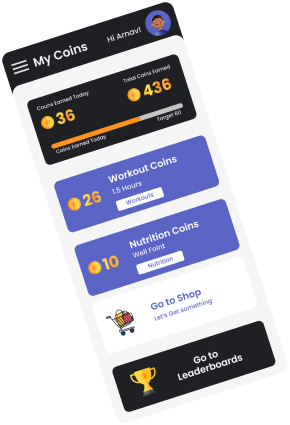 My Coins
Hi Arnav!
Coins Earned Today
36
Total Coins Earned
436
Coins Earned Today
Target 60
26
Workout Coins
1.5 Hours
Workouts
10
Nutrition Coins
Well Point
Nutrition
Go to Shop
Let's Get something
Go to
Leaderboards